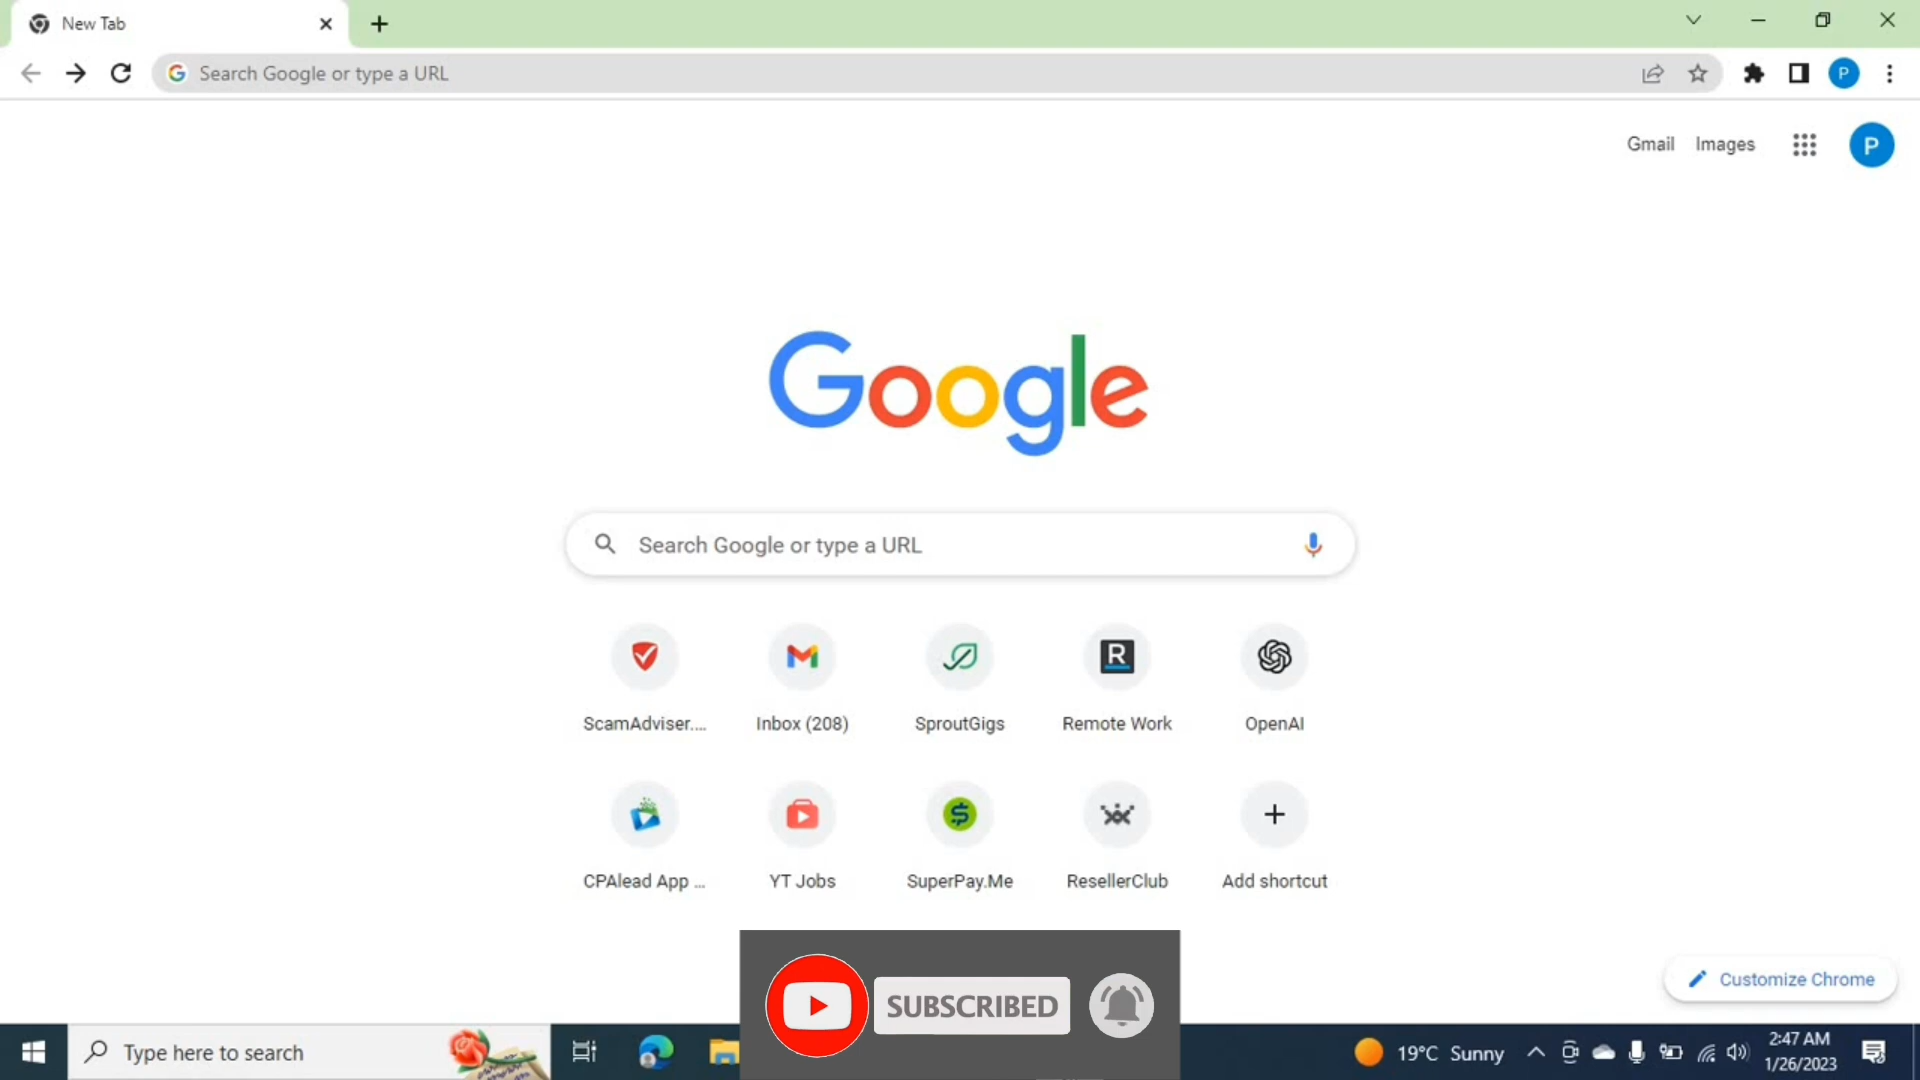 New Tab
Search Google or type a URL
P
Gmail Images
P
Google
Search Google or type a URL
ScamAdviser....
Inbox (208)
SproutGigs
Remote Work
OpenAI
CPAlead App ...
YT Jobs
SuperPay.Me
ResellerClub
Add shortcut
Customize Chrome
SUBSCRIBED
Type here to search
19°C Sunny
2:47 AM
1/26/2023